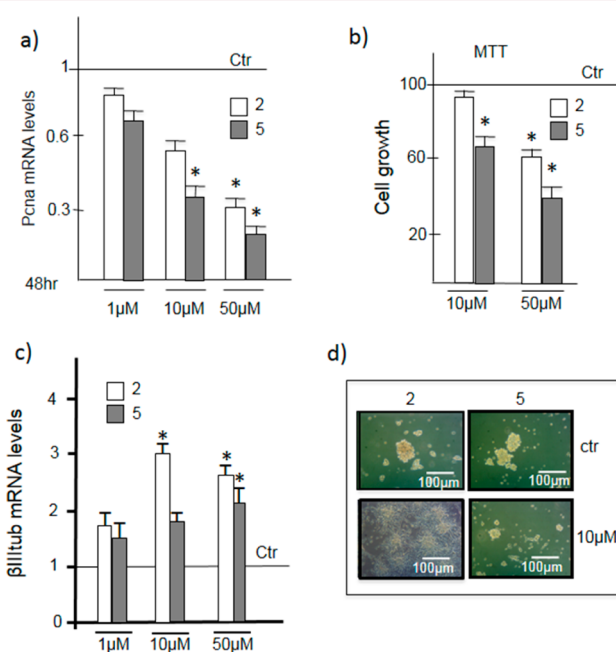 a)
Ctr
1
2
5
0.6
0.3
Pcna mRNA levels
*
*
*
48hr
1µM 10µM 50µM
b)
MTT
Ctr
100
2
5
*
*
*
60
20
Cell growth
10µM 50µM
c)
2
5
4
3
2
1
0
βIIItub mRNA levels
*
*
*
Ctr
1µM 10µM 50µM
d)
2 5
100µm 100µm
ctr
100µm 100µm
10µM